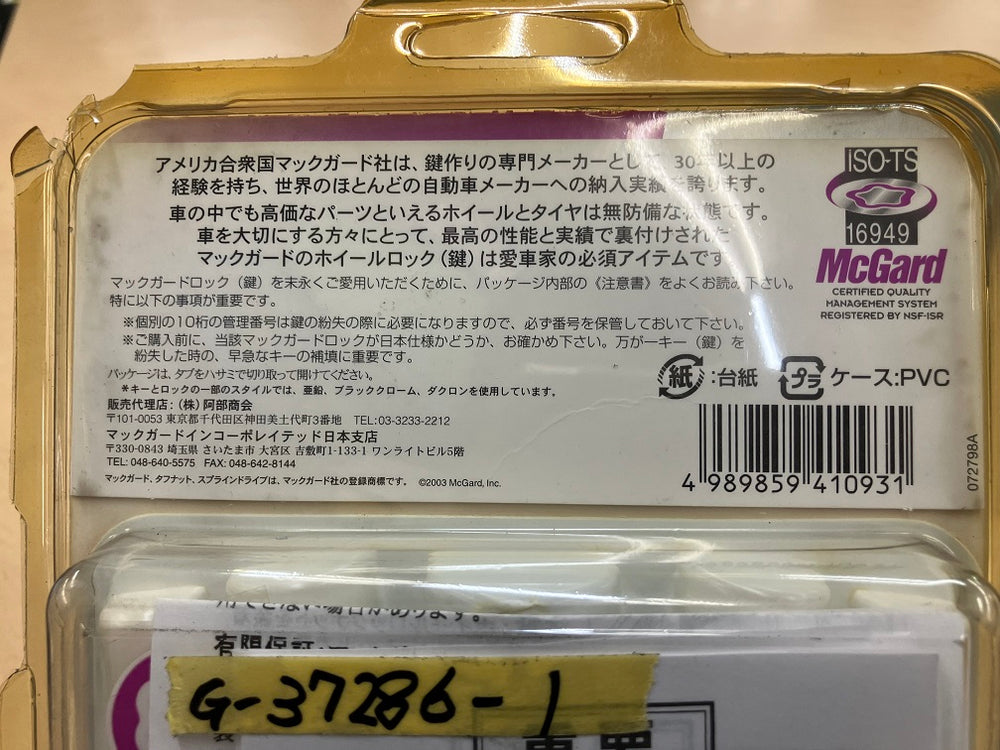 アメリカ合衆国マックガード社は、鍵作りの専門メーカーとして、30年以上の
経験を持ち、世界のほとんどの自動車メーカーへの納入実績を誇ります。
車の中でも高価なパーツといえるホイールとタイヤは無防備な状態です。
車を大切にする方々にとって、最高の性能と実績で裏付けされた
マックガードのホイールロック（鍵）は愛車家の必須アイテムです
マックガードロック（鍵）を末永くご愛用いただくために、パッケージ内部の《注意書》をよくお読み下さい。
特に以下の事項が重要です。
※個別の10桁の管理番号は鍵の紛失の際に必要になりますので、必ず番号を保管しておいて下さい。
※ご購入前に、当該マックガードロックが日本仕様かどうか、お確かめ下さい。万が一キー（鍵）を
紛失した時の、早急なキーの補填に重要です。
パッケージは、タブをハサミで切り取って開けてください。
＊キーとロックの一部のスタイルでは、亜鉛、ブラッククローム、ダクロンを使用しています。
販売代理店：（株）阿部商会
〒101-0053 東京都千代田区神田美土代町3番地 TEL:03-3233-2212
マックガードインコーポレイテッド日本支店
〒330-0843 埼玉県 さいたま市 大宮区 吉敷町1-133-1 ワンライトビル5階
TEL: 048-640-5575 FAX: 048-642-8144
マックガード、タフナット、スプラインドライブは、マックガード社の登録商標です。 ©2003 McGard, Inc.
ISO-TS
16949
McGard
CERTIFIED QUALITY
MANAGEMENT SYSTEM
REGISTERED BY NSF-ISR
紙:台紙 プラ ケース:PVC
4 989859 410931
072798A
用できない場合があります。
有限保証
G-37286-1